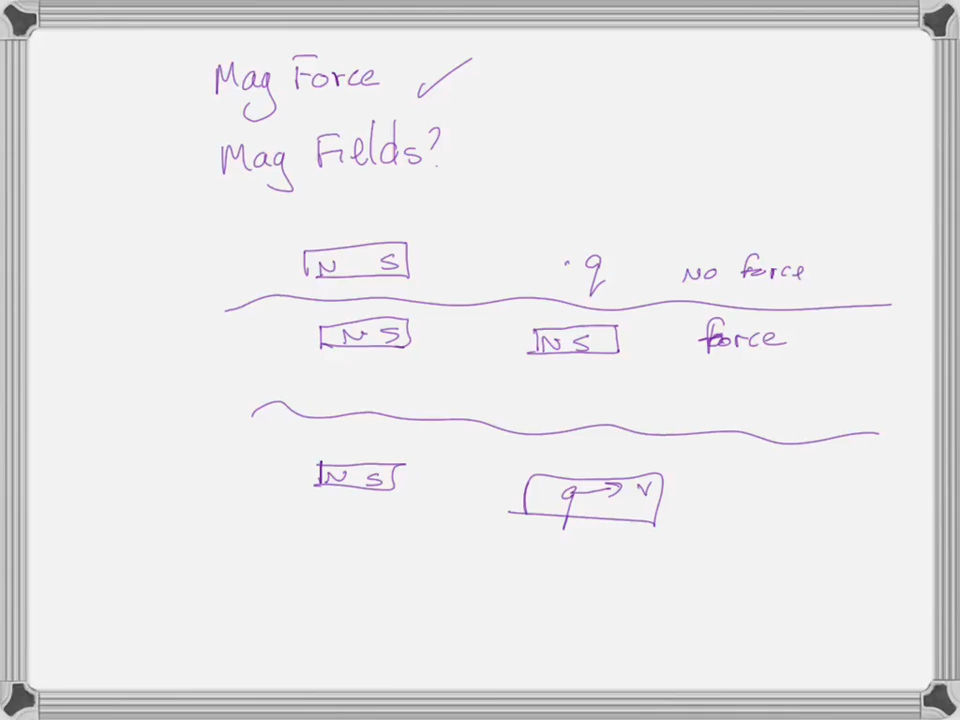 Mag Force
Mag Fields?
N S q No force
N S N S force
N S q v